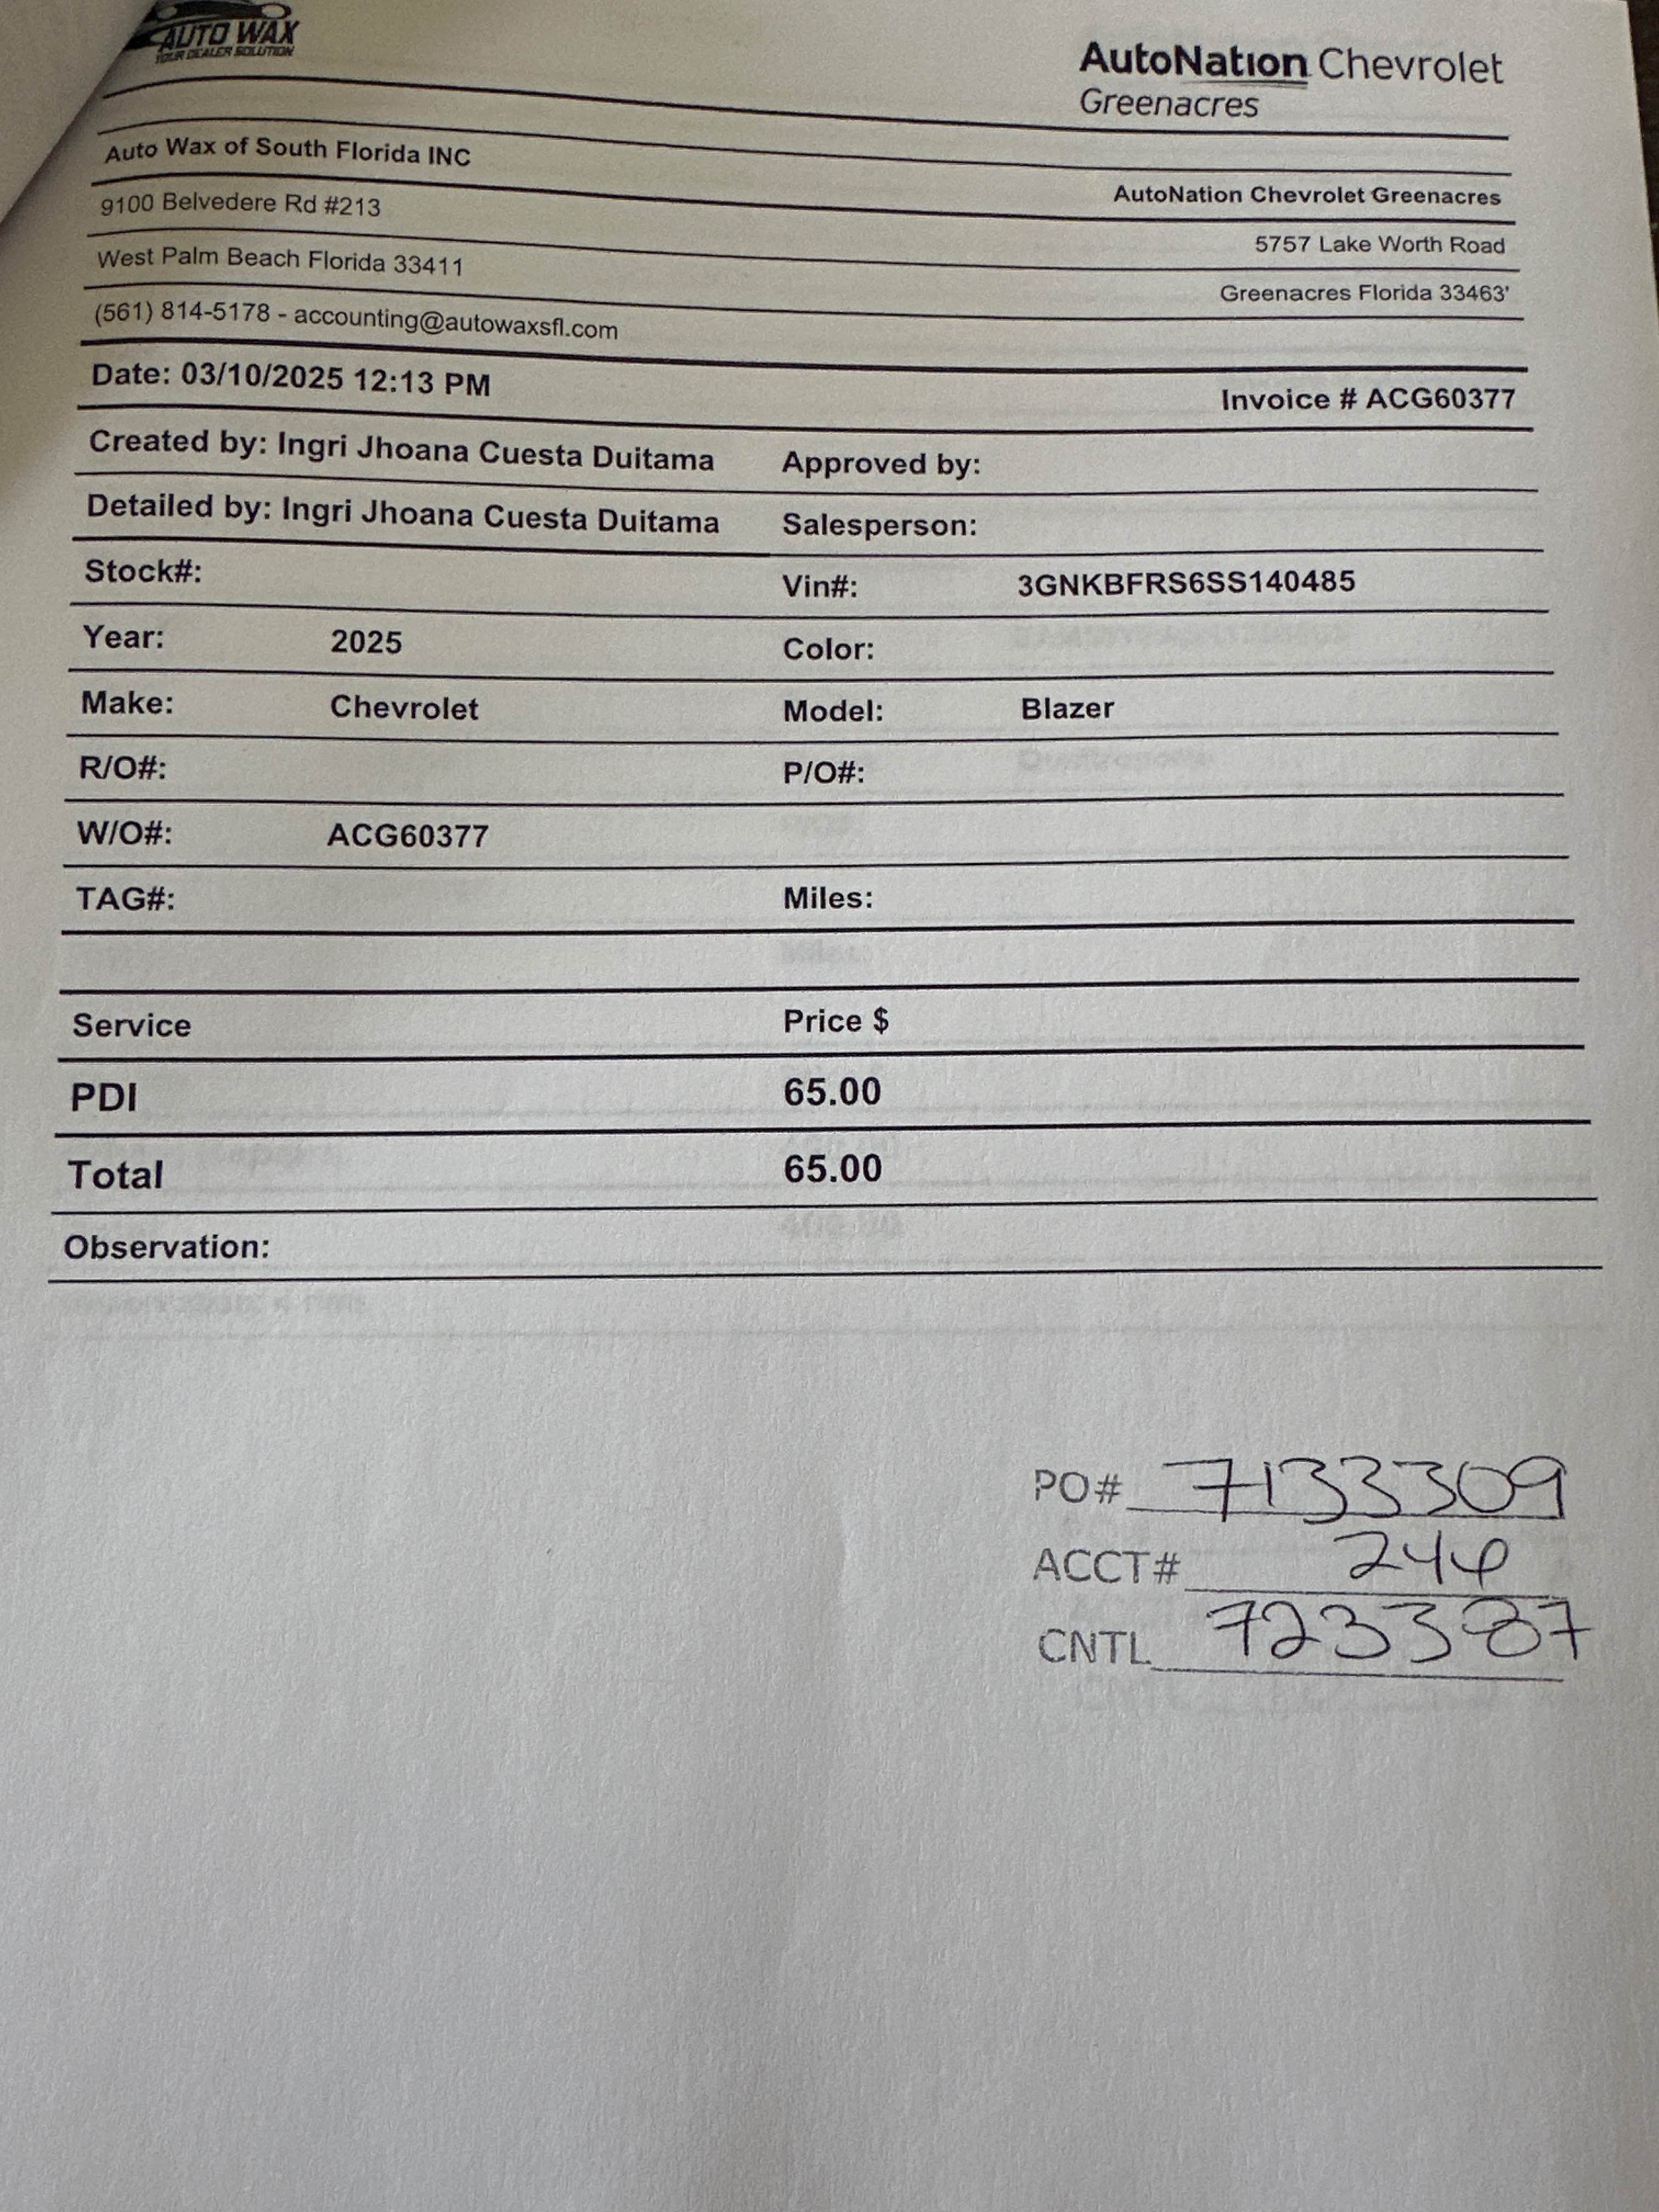 AUTO WAX
YOUR DEALER SOLUTION
AutoNation Chevrolet
Greenacres
Auto Wax of South Florida INC
AutoNation Chevrolet Greenacres
9100 Belvedere Rd #213
5757 Lake Worth Road
West Palm Beach Florida 33411
Greenacres Florida 33463'
(561) 814-5178 - accounting@autowaxsfl.com
Date: 03/10/2025 12:13 PM
Invoice # ACG60377
Created by: Ingri Jhoana Cuesta Duitama Approved by:
Detailed by: Ingri Jhoana Cuesta Duitama Salesperson:
Stock#: Vin#: 3GNKBFRS6SS140485
Year: 2025 Color:
Make: Chevrolet Model: Blazer
R/O#: P/O#:
W/O#: ACG60377
TAG#: Miles:
Service Price $
PDI 65.00
Total 65.00
Observation:
PO# 7133309
ACCT#
CNTL 7233387